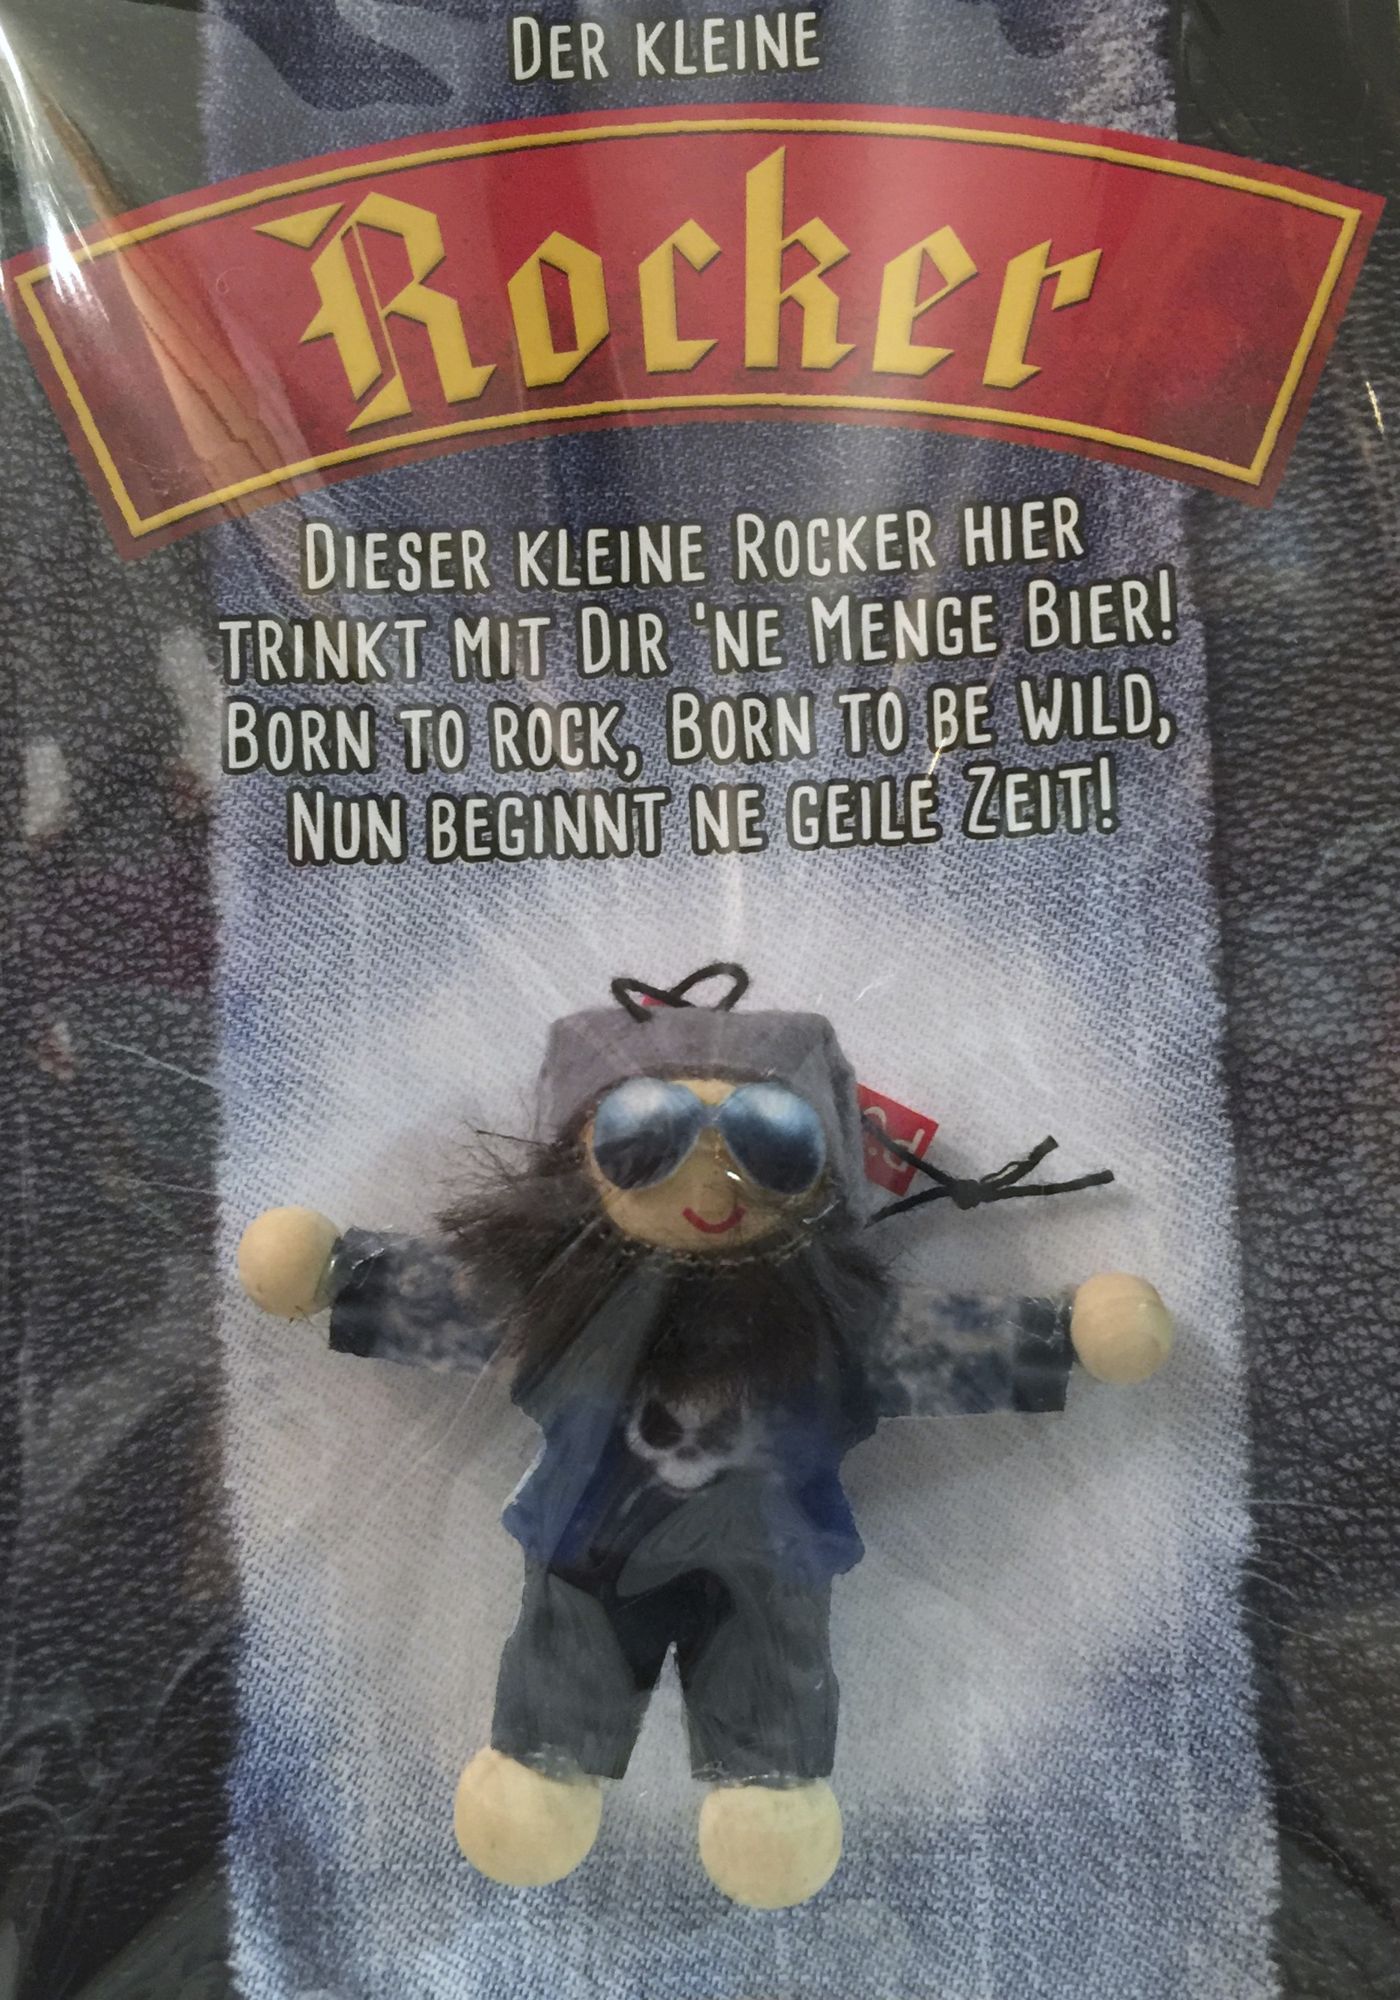 DER KLEINE
Rocker
DIESER KLEINE ROCKER HIER
TRINKT MIT DIR 'NE MENGE BIER!
BORN TO ROCK, BORN TO BE WILD,
NUN BEGINNT NE GEILE ZEIT!